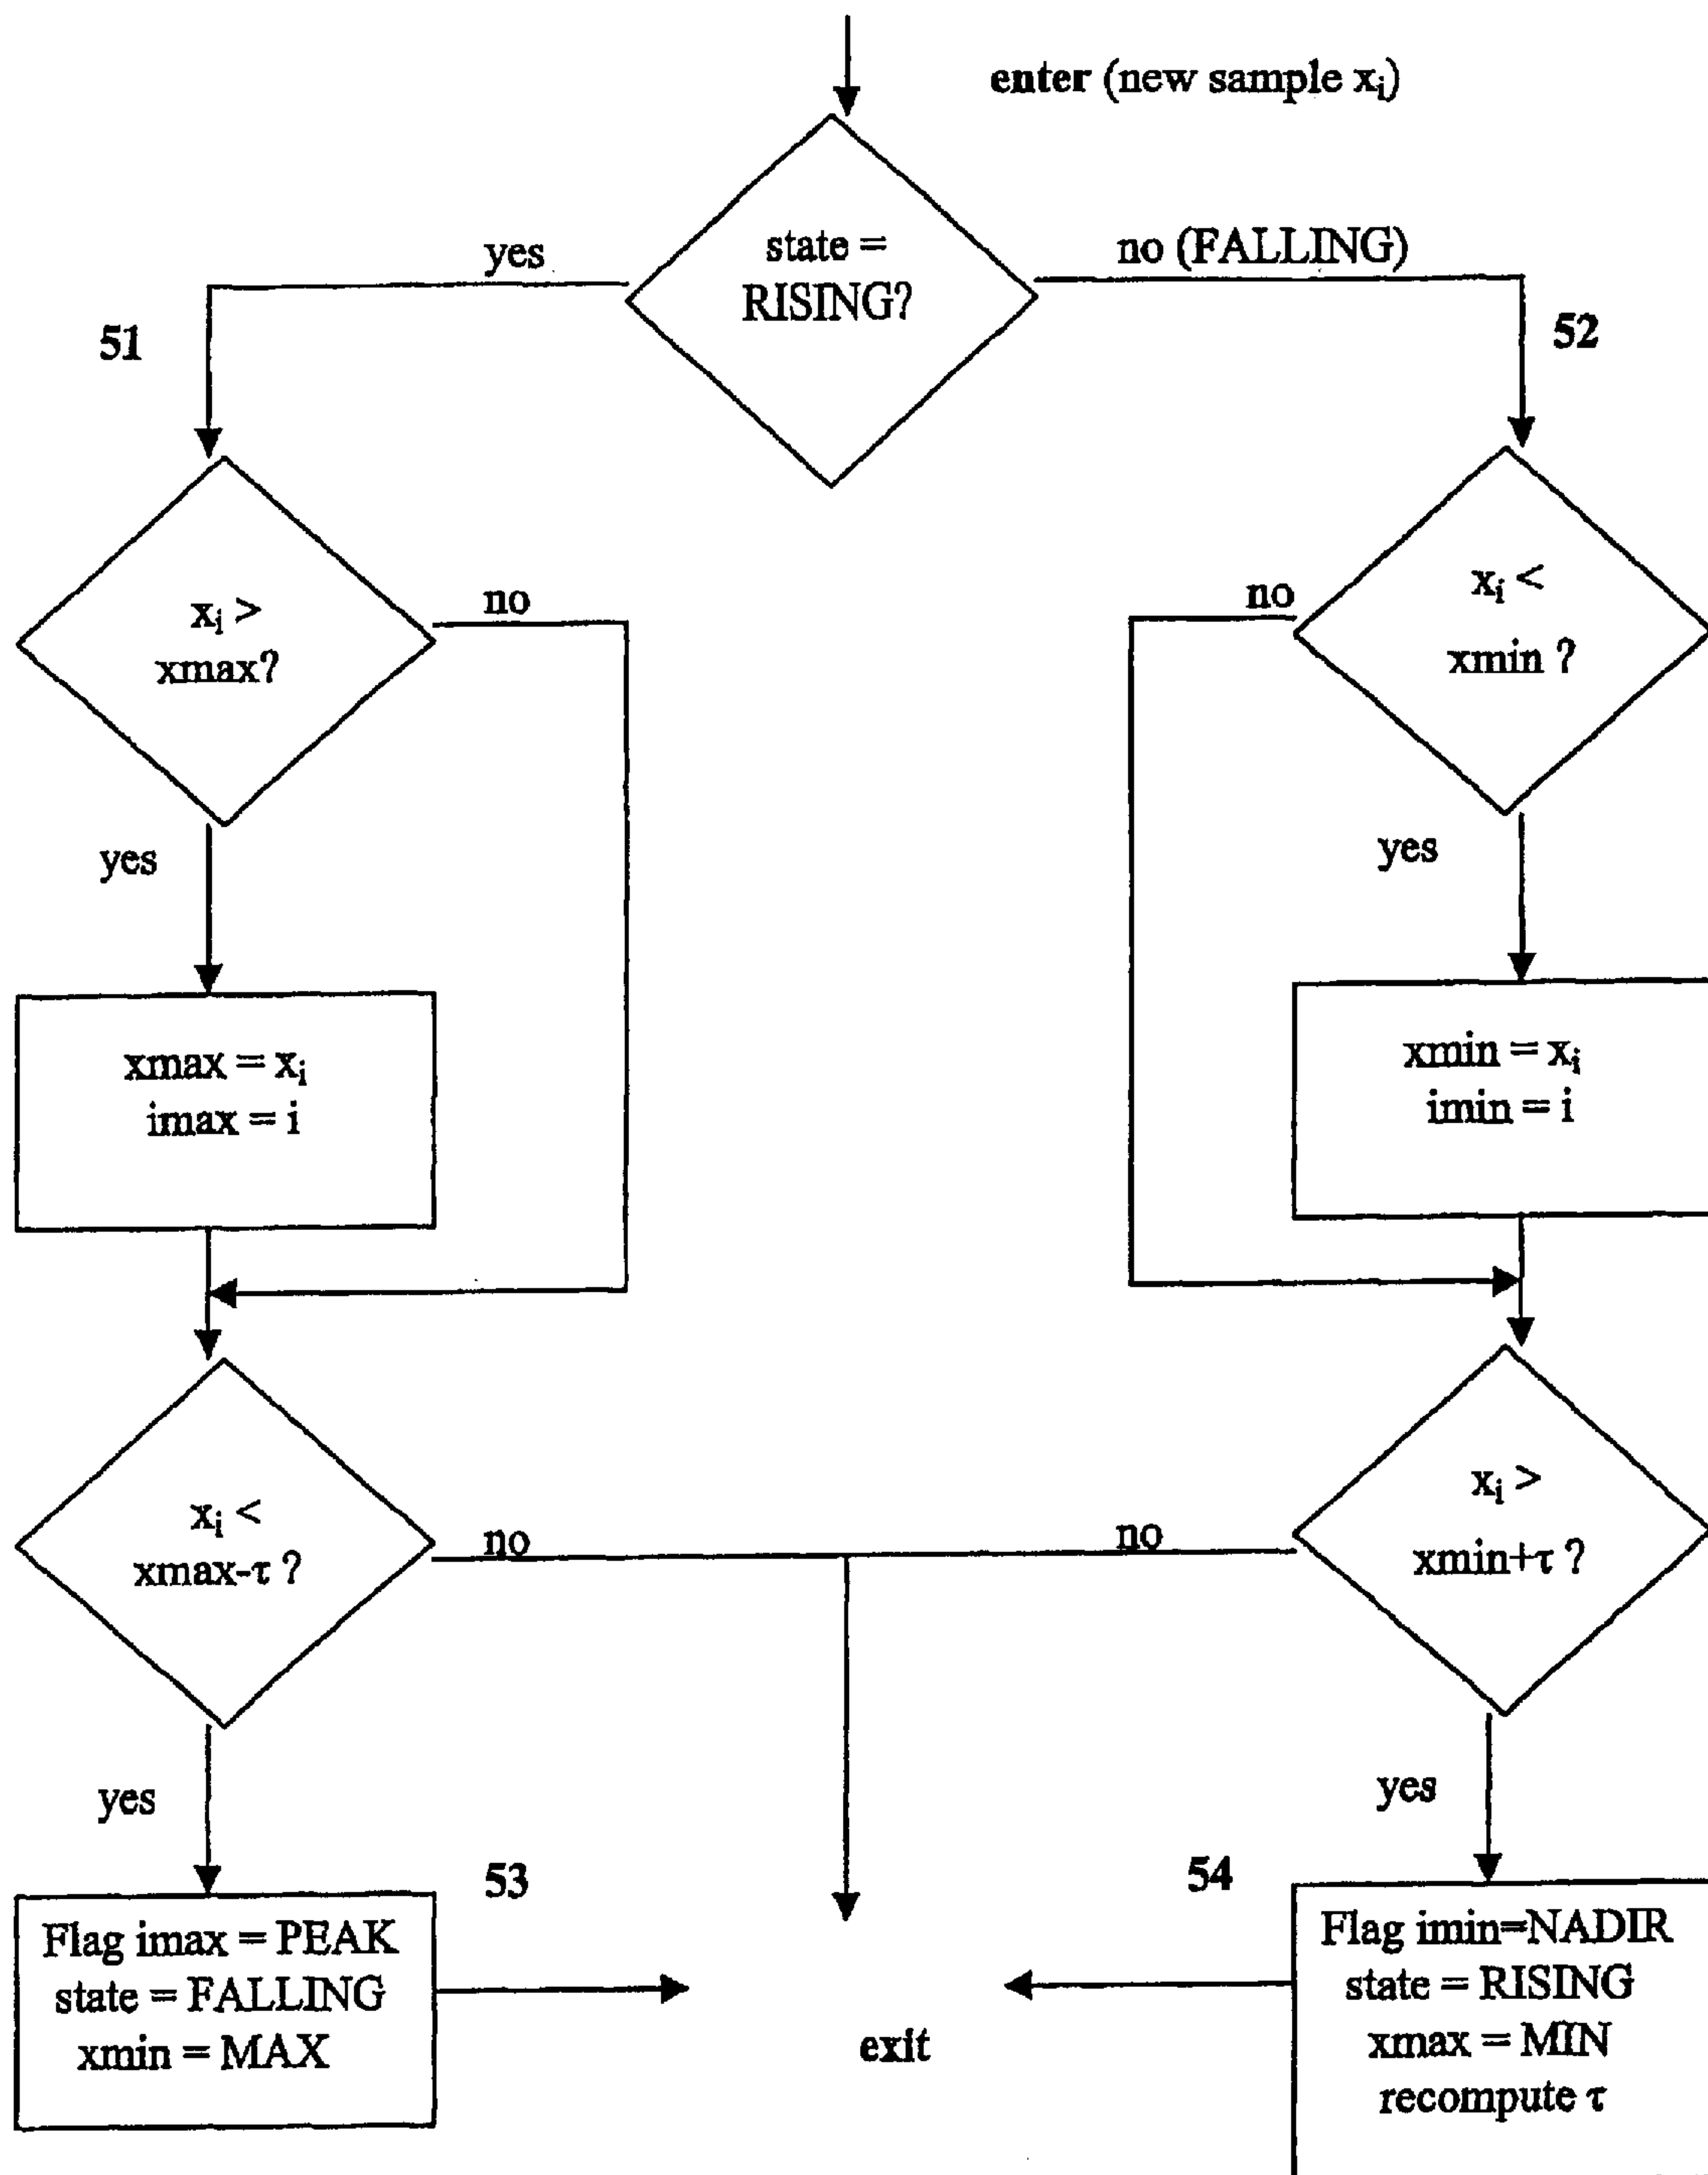 enter (new sample xi)
state =
RISING?
yes
no (FALLING)
51
52
xi >
xmax?
no
no
xi <
xmin ?
yes
yes
xmax = xi
imax = i
xmin = xi
imin = i
xi <
xmax-τ ?
no
no
xi >
xmin+τ ?
yes
yes
53
54
Flag imax = PEAK
state = FALLING
xmin = MAX
exit
Flag imin=NADIR
state = RISING
xmax = MIN
recompute τ